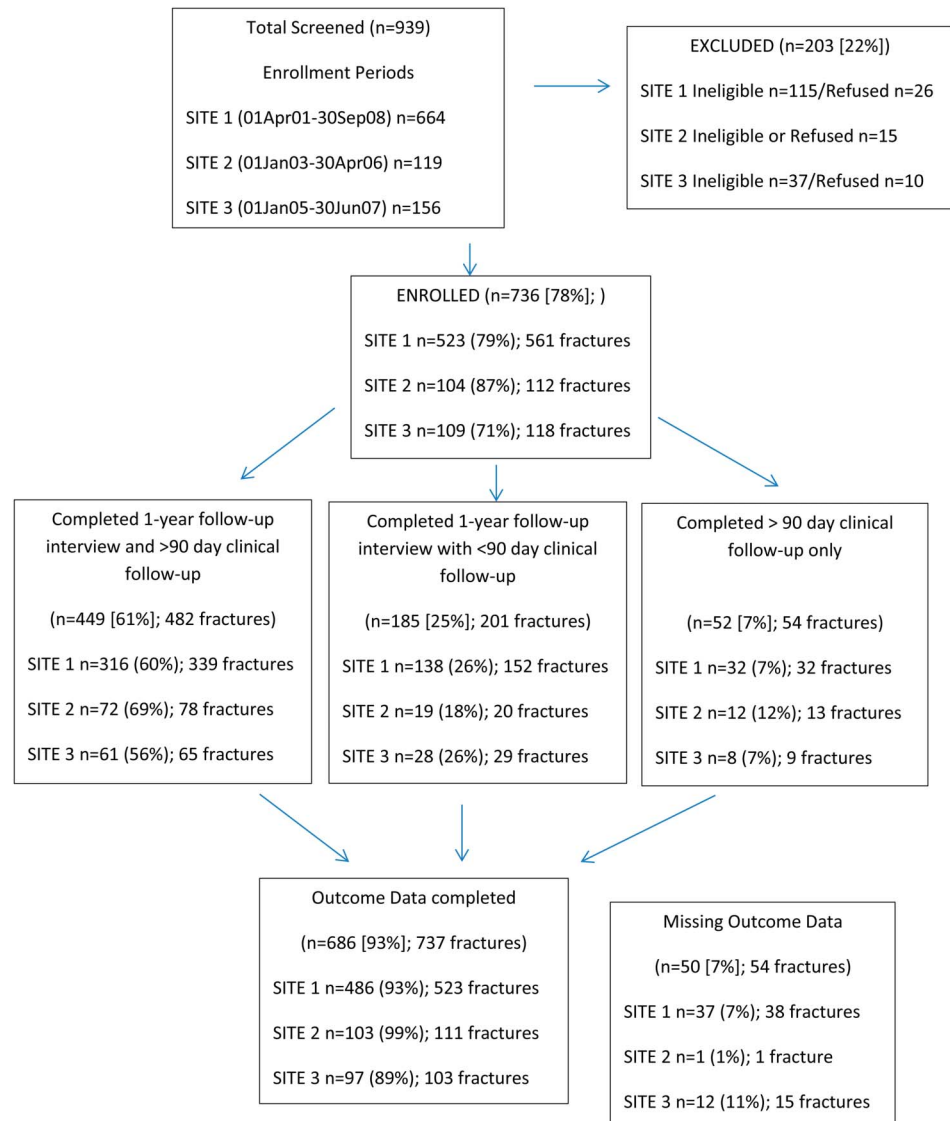 Total Screened (n=939)
Enrollment Periods
SITE 1 (01Apr01-30Sep08) n=664
SITE 2 (01Jan03-30Apr06) n=119
SITE 3 (01Jan05-30Jun07) n=156
EXCLUDED (n=203 [22%])
SITE 1 Ineligible n=115/Refused n=26
SITE 2 Ineligible or Refused n=15
SITE 3 Ineligible n=37/Refused n=10
ENROLLED (n=736 [78%]; )
SITE 1 n=523 (79%); 561 fractures
SITE 2 n=104 (87%); 112 fractures
SITE 3 n=109 (71%); 118 fractures
Completed 1-year follow-up
interview and >90 day clinical
follow-up
(n=449 [61%]; 482 fractures)
SITE 1 n=316 (60%); 339 fractures
SITE 2 n=72 (69%); 78 fractures
SITE 3 n=61 (56%); 65 fractures
Completed 1-year follow-up
interview with <90 day clinical
follow-up
(n=185 [25%]; 201 fractures)
SITE 1 n=138 (26%); 152 fractures
SITE 2 n=19 (18%); 20 fractures
SITE 3 n=28 (26%); 29 fractures
Completed > 90 day clinical
follow-up only
(n=52 [7%]; 54 fractures)
SITE 1 n=32 (7%); 32 fractures
SITE 2 n=12 (12%); 13 fractures
SITE 3 n=8 (7%); 9 fractures
Outcome Data completed
(n=686 [93%]; 737 fractures)
SITE 1 n=486 (93%); 523 fractures
SITE 2 n=103 (99%); 111 fractures
SITE 3 n=97 (89%); 103 fractures
Missing Outcome Data
(n=50 [7%]; 54 fractures)
SITE 1 n=37 (7%); 38 fractures
SITE 2 n=1 (1%); 1 fracture
SITE 3 n=12 (11%); 15 fractures